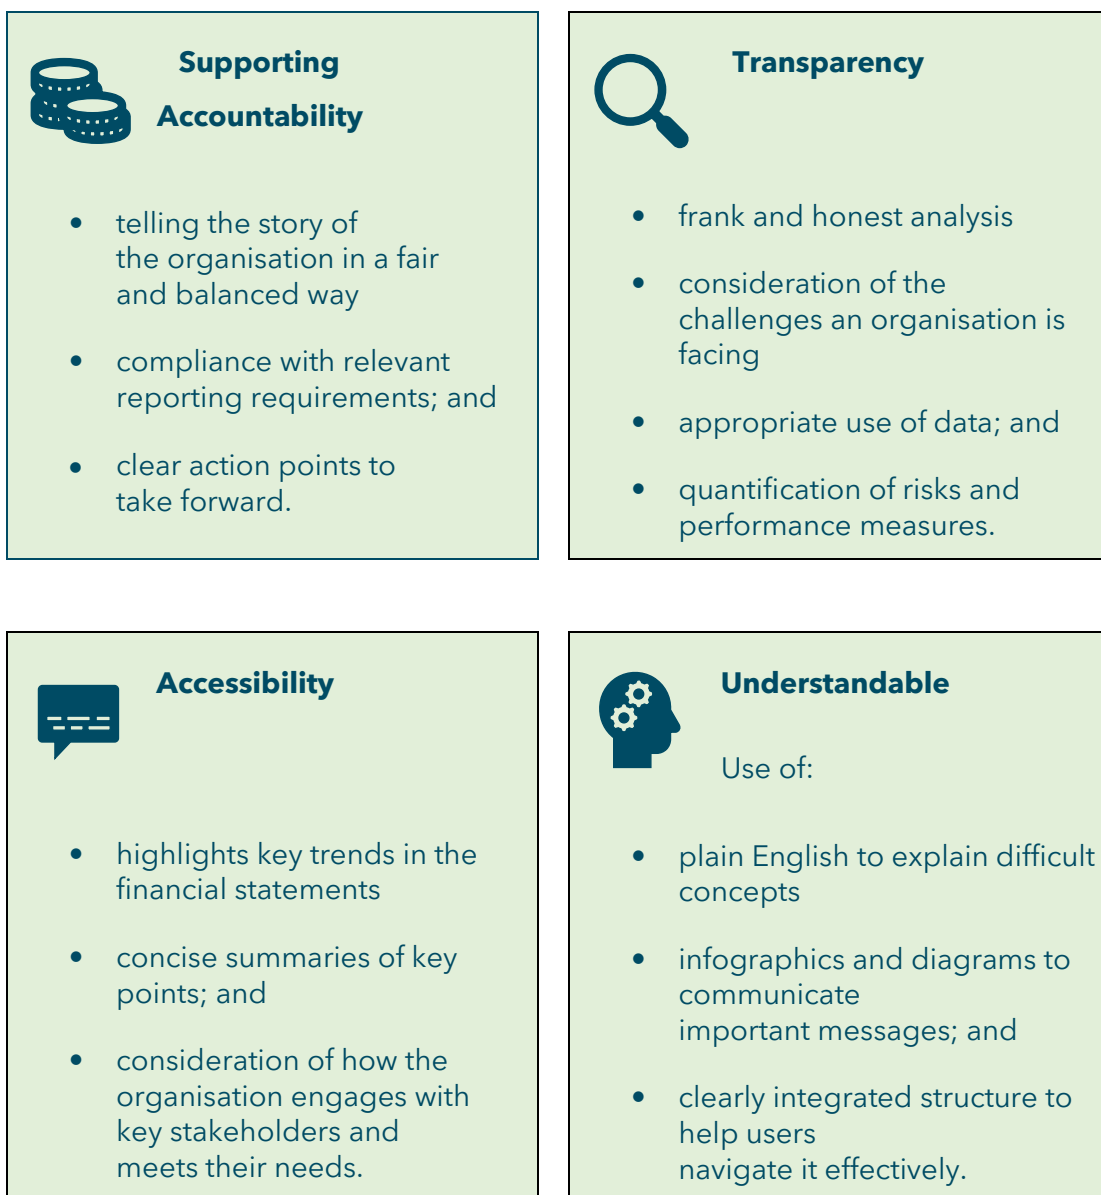 Supporting
Accountability
• telling the story of
the organisation in a fair
and balanced way
• compliance with relevant
reporting requirements; and
• clear action points to
take forward.
Transparency
• frank and honest analysis
• consideration of the
challenges an organisation is
facing
• appropriate use of data; and
• quantification of risks and
performance measures.
Accessibility
• highlights key trends in the
financial statements
• concise summaries of key
points; and
• consideration of how the
organisation engages with
key stakeholders and
meets their needs.
Understandable
Use of:
• plain English to explain difficult
concepts
• infographics and diagrams to
communicate
important messages; and
• clearly integrated structure to
help users
navigate it effectively.